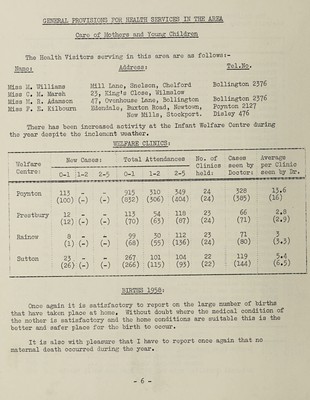 GENERAL PROVISIONS FOR HEALTH SERVICES IN THE AREA
Care of Mothers and Young Children
The Health Visitors serving in this area are as follows:-
Name: Address: Tel.No.
Miss M. Williams Mill Lane, Snelson, Chelford Bollington 2376
Miss C. M. Marsh 23, King's Close, Wilmslow
Miss M. R. Adamson 47, Ovenhouse Lane, Bollington Bollington 2376
Miss F. E. Kilbourn Edendale, Buxton Road, Newtown, Poynton 2127
New Mills, Stockport. Disley 476
There has been increased activity at the Infant Welfare Centre during
the year despite the inclement weather.
WELFARE CLINICS:
Welfare Centre: New Cases: Total Attendances No. of Clinics held: Cases seen by Doctor: Average per Clinic seen by Dr.
0-1 1-2 2-5 0-1 1-2 2-5
Poynton 113 - - 915 310 349 24 328 13.6
(100) (-) (-) (832) (306) (404) (24) (385) (16)
Prestbury 12 - - 113 54 118 23 66 2.8
(12) (-) (-) (70) (63) (87) (24) (71) (2.9)
Rainow 8 - - 99 30 112 23 71 3
(1) (-) (-) (68) (55) (136) (24) (80) (3.3)
Sutton 23 - - 267 101 104 22 119 5.4
(26) (-) (-) (266) (115) (93) (22) (144) (6.5)
BIRTHS 1958:
Once again it is satisfactory to report on the large number of births
that have taken place at home. Without doubt where the medical condition of
the mother is satisfactory and the home conditions are suitable this is the
better and safer place for the birth to occur.
It is also with pleasure that I have to report once again that no
maternal death occurred during the year.
- 6 -